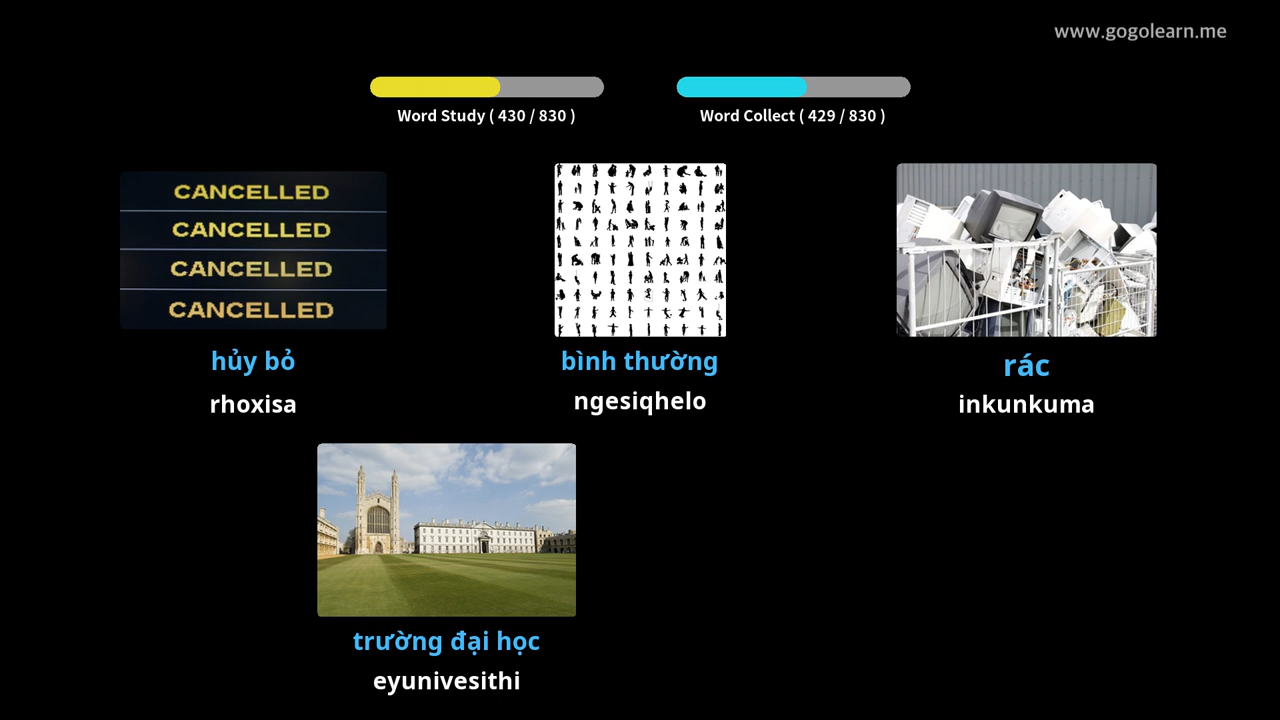 www.gogolearn.me
Word Study ( 430 / 830 )
Word Collect ( 429 / 830 )
CANCELLED
CANCELLED
CANCELLED
CANCELLED
hủy bỏ
rhoxisa
bình thường
ngesiqhelo
rác
inkunkuma
trường đại học
eyunivesithi